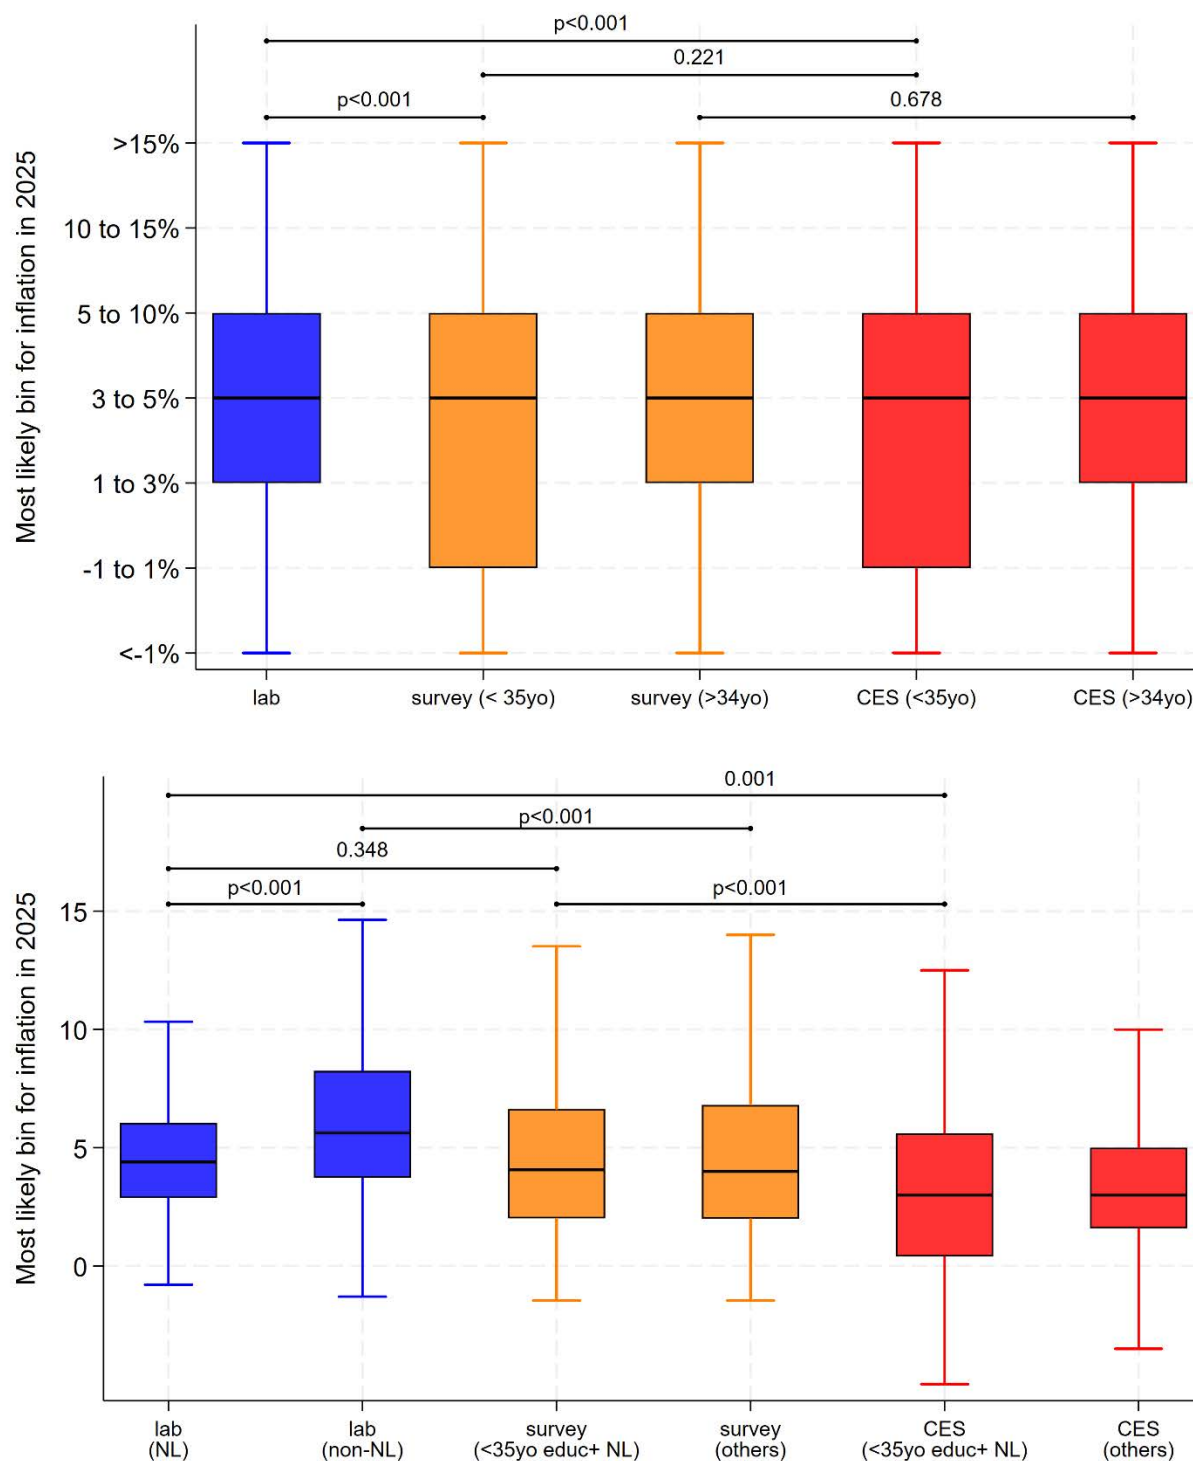 p<0.001
0.221
p<0.001
0.678
Most likely bin for inflation in 2025
>15%
10 to 15%
5 to 10%
3 to 5%
1 to 3%
-1 to 1%
<-1%
lab
survey (< 35yo)
survey (>34yo)
CES (<35yo)
CES (>34yo)
0.001
p<0.001
0.348
p<0.001
p<0.001
Most likely bin for inflation in 2025
15
10
5
0
lab
(NL)
lab
(non-NL)
survey
(<35yo educ+ NL)
survey
(others)
CES
(<35yo educ+ NL)
CES
(others)